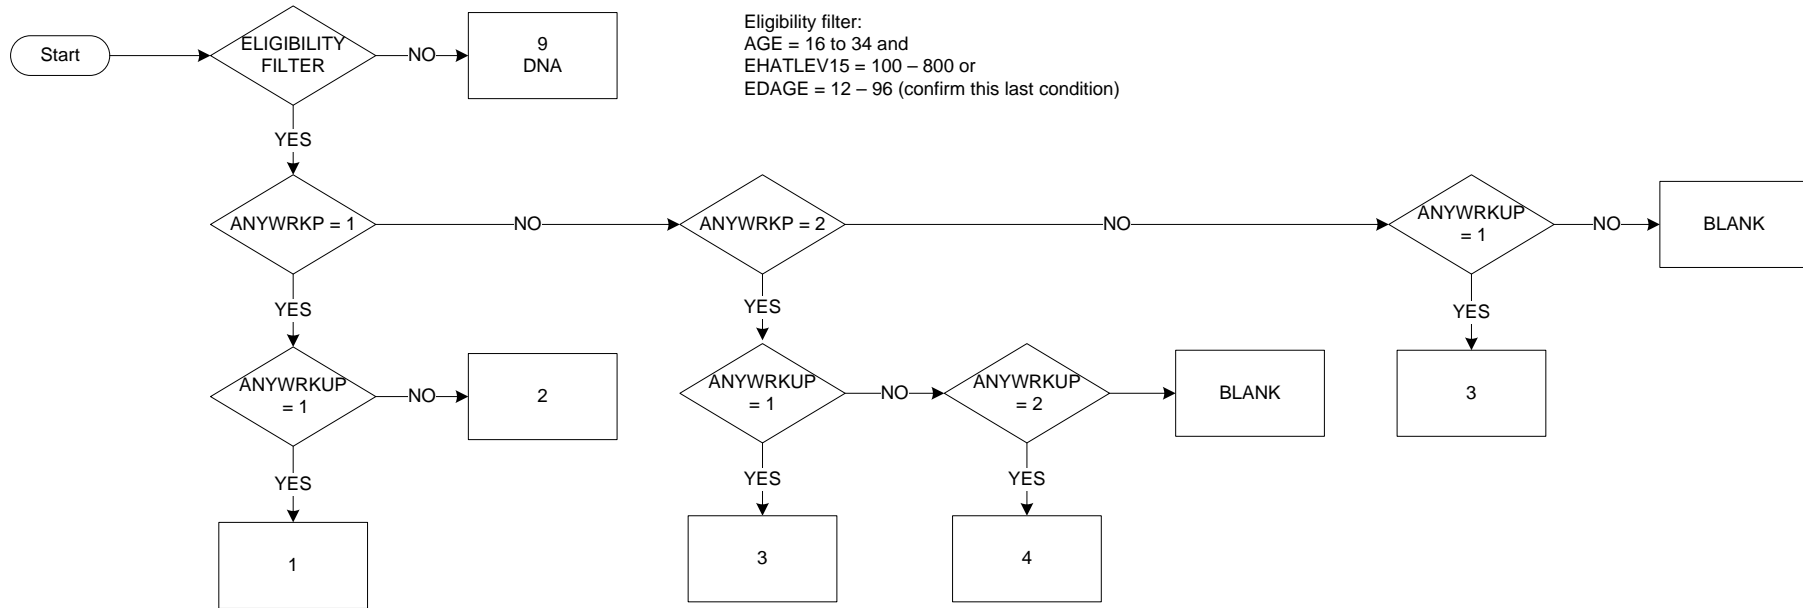 Start
ELIGIBILITY
FILTER
NO
9
DNA
Eligibility filter:
AGE = 16 to 34 and
EHATLEV15 = 100 – 800 or
EDAGE = 12 – 96 (confirm this last condition)
YES
ANYWRKP = 1
NO
ANYWRKP = 2
NO
ANYWRKUP
= 1
NO
BLANK
YES
YES
YES
ANYWRKUP
= 1
NO
2
ANYWRKUP
= 1
NO
ANYWRKUP
= 2
BLANK
3
YES
YES
YES
1
3
4